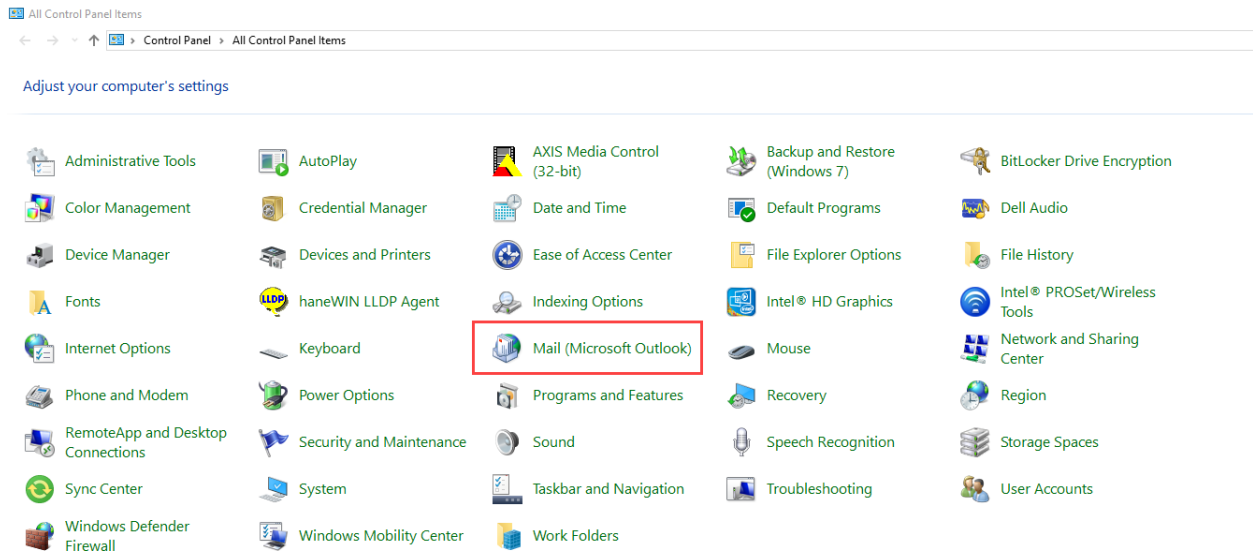 All Control Panel Items
Control Panel > All Control Panel Items
Adjust your computer's settings
Administrative Tools
AutoPlay
AXIS Media Control
(32-bit)
Backup and Restore
(Windows 7)
BitLocker Drive Encryption
Color Management
Credential Manager
Date and Time
Default Programs
Dell Audio
Device Manager
Devices and Printers
Ease of Access Center
File Explorer Options
File History
Fonts
LLDP
haneWIN LLDP Agent
Indexing Options
Intel® HD Graphics
Intel® PROSet/Wireless
Tools
Internet Options
Keyboard
Mail (Microsoft Outlook)
Mouse
Network and Sharing
Center
Phone and Modem
Power Options
Programs and Features
Recovery
Region
RemoteApp and Desktop
Connections
Security and Maintenance
Sound
Speech Recognition
Storage Spaces
Sync Center
System
Taskbar and Navigation
Troubleshooting
User Accounts
Windows Defender
Firewall
Windows Mobility Center
Work Folders